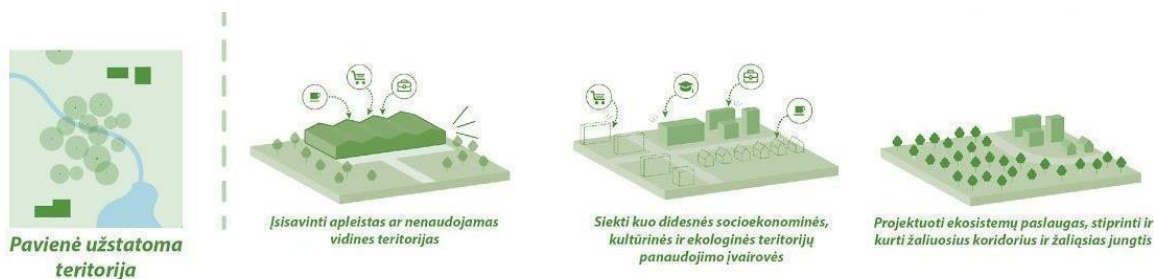 Pavienė užstatoma
teritorija
Įsisavinti apleistas ar nenaudojamas
vidines teritorijas
Siekti kuo didesnės socioekonominės,
kultūrinės ir ekologinės teritorijų
panaudojimo įvairovės
Projektuoti ekosistemų paslaugas, stiprinti ir
kurti žaliuosius koridorius ir žaliąsias jungtis